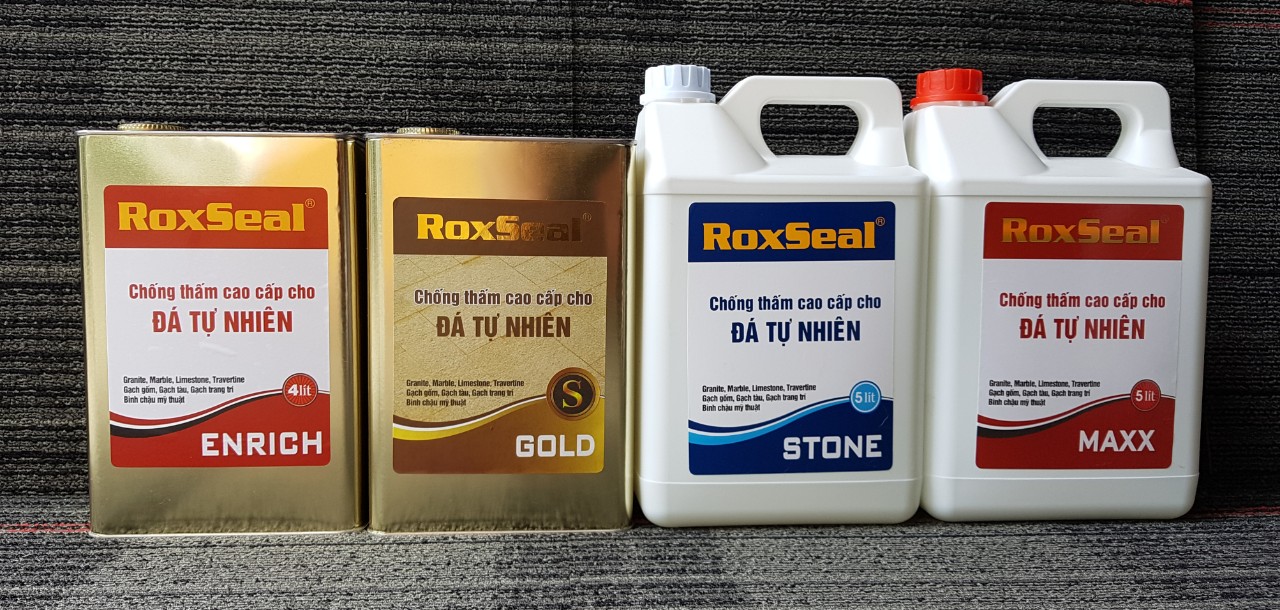 RoxSeal®
Chống thấm cao cấp cho
ĐÁ TỰ NHIÊN
Granite, Marble, Limestone, Travertine
Gạch gốm, Gạch tàu, Gạch trang trí
Bình chậu mỹ thuật
4 lít
ENRICH
RoxSeal®
Chống thấm cao cấp cho
ĐÁ TỰ NHIÊN
Granite, Marble, Limestone, Travertine
Gạch gốm, Gạch tàu, Gạch trang trí
Bình chậu mỹ thuật
S
GOLD
RoxSeal®
Chống thấm cao cấp cho
ĐÁ TỰ NHIÊN
Granite, Marble, Limestone, Travertine
Gạch gốm, Gạch tàu, Gạch trang trí
Bình chậu mỹ thuật
5 lít
STONE
RoxSeal®
Chống thấm cao cấp cho
ĐÁ TỰ NHIÊN
Granite, Marble, Limestone, Travertine
Gạch gốm, Gạch tàu, Gạch trang trí
Bình chậu mỹ thuật
5 lít
MAXX